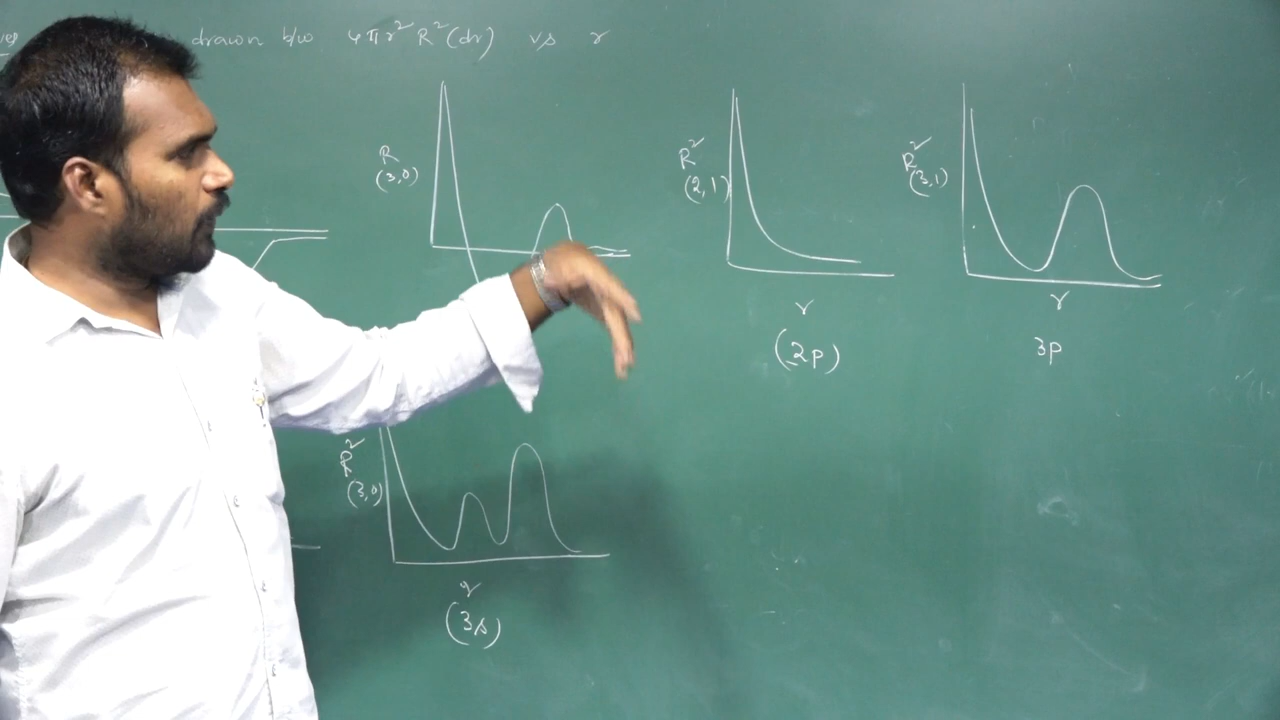 drawn b/w 4πr² R²(dr) vs r
R
(3,0)
R²
(2,1)
r
(2p)
R²
(3,1)
r
3p
R²
(3,0)
r
(3s)